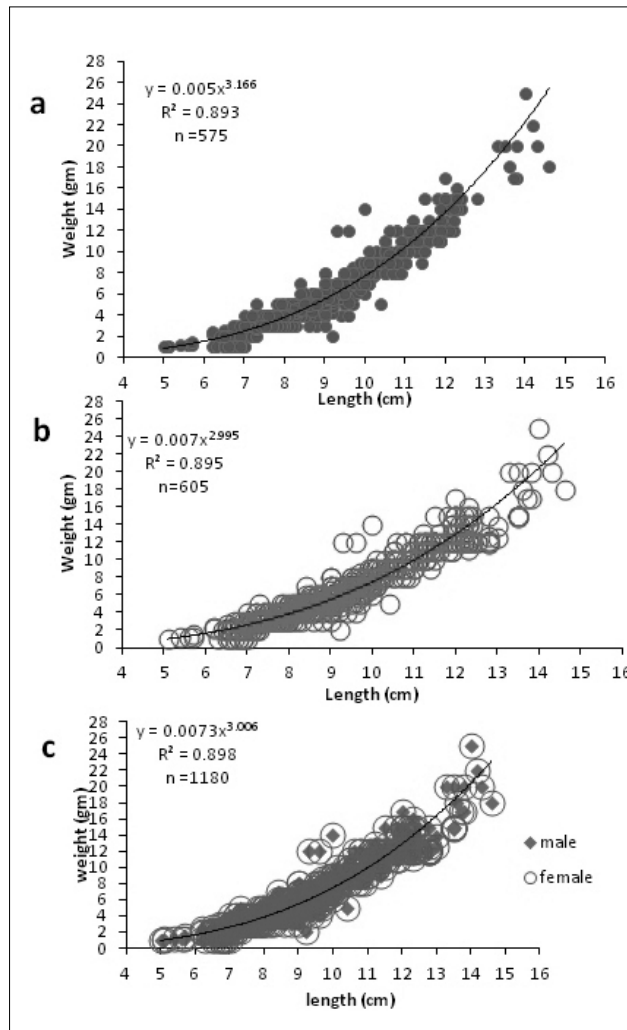 a
y = 0.005x^3.166
R² = 0.893
n =575
Weight (gm)
28
26
24
22
20
18
16
14
12
10
8
6
4
2
0
4 5 6 7 8 9 10 11 12 13 14 15 16
Length (cm)
b
y = 0.007x^2.995
R² = 0.895
n=605
Weight (gm)
28
26
24
22
20
18
16
14
12
10
8
6
4
2
0
4 5 6 7 8 9 10 11 12 13 14 15 16
Length (cm)
c
y = 0.0073x^3.006
R² = 0.898
n =1180
weight (gm)
28
26
24
22
20
18
16
14
12
10
8
6
4
2
0
male
female
4 5 6 7 8 9 10 11 12 13 14 15 16
length (cm)